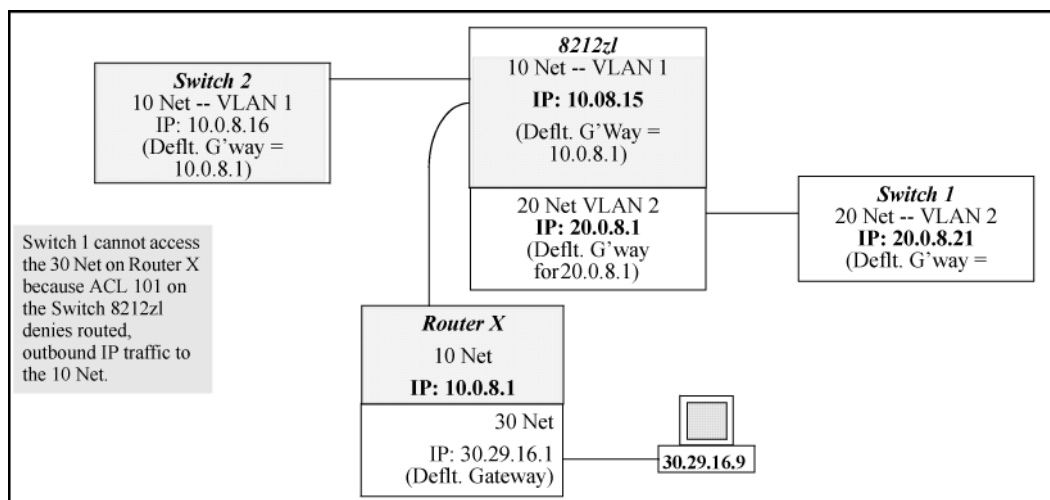 8212zl
10 Net -- VLAN 1
IP: 10.08.15
(Deflt. G'Way =
10.0.8.1)
20 Net VLAN 2
IP: 20.0.8.1
(Deflt. G'way
for20.0.8.1)
Switch 2
10 Net -- VLAN 1
IP: 10.0.8.16
(Deflt. G'way =
10.0.8.1)
Switch 1
20 Net -- VLAN 2
IP: 20.0.8.21
(Deflt. G'way =
Switch 1 cannot access
the 30 Net on Router X
because ACL 101 on
the Switch 8212zl
denies routed,
outbound IP traffic to
the 10 Net.
Router X
10 Net
IP: 10.0.8.1
30 Net
IP: 30.29.16.1
(Deflt. Gateway)
30.29.16.9